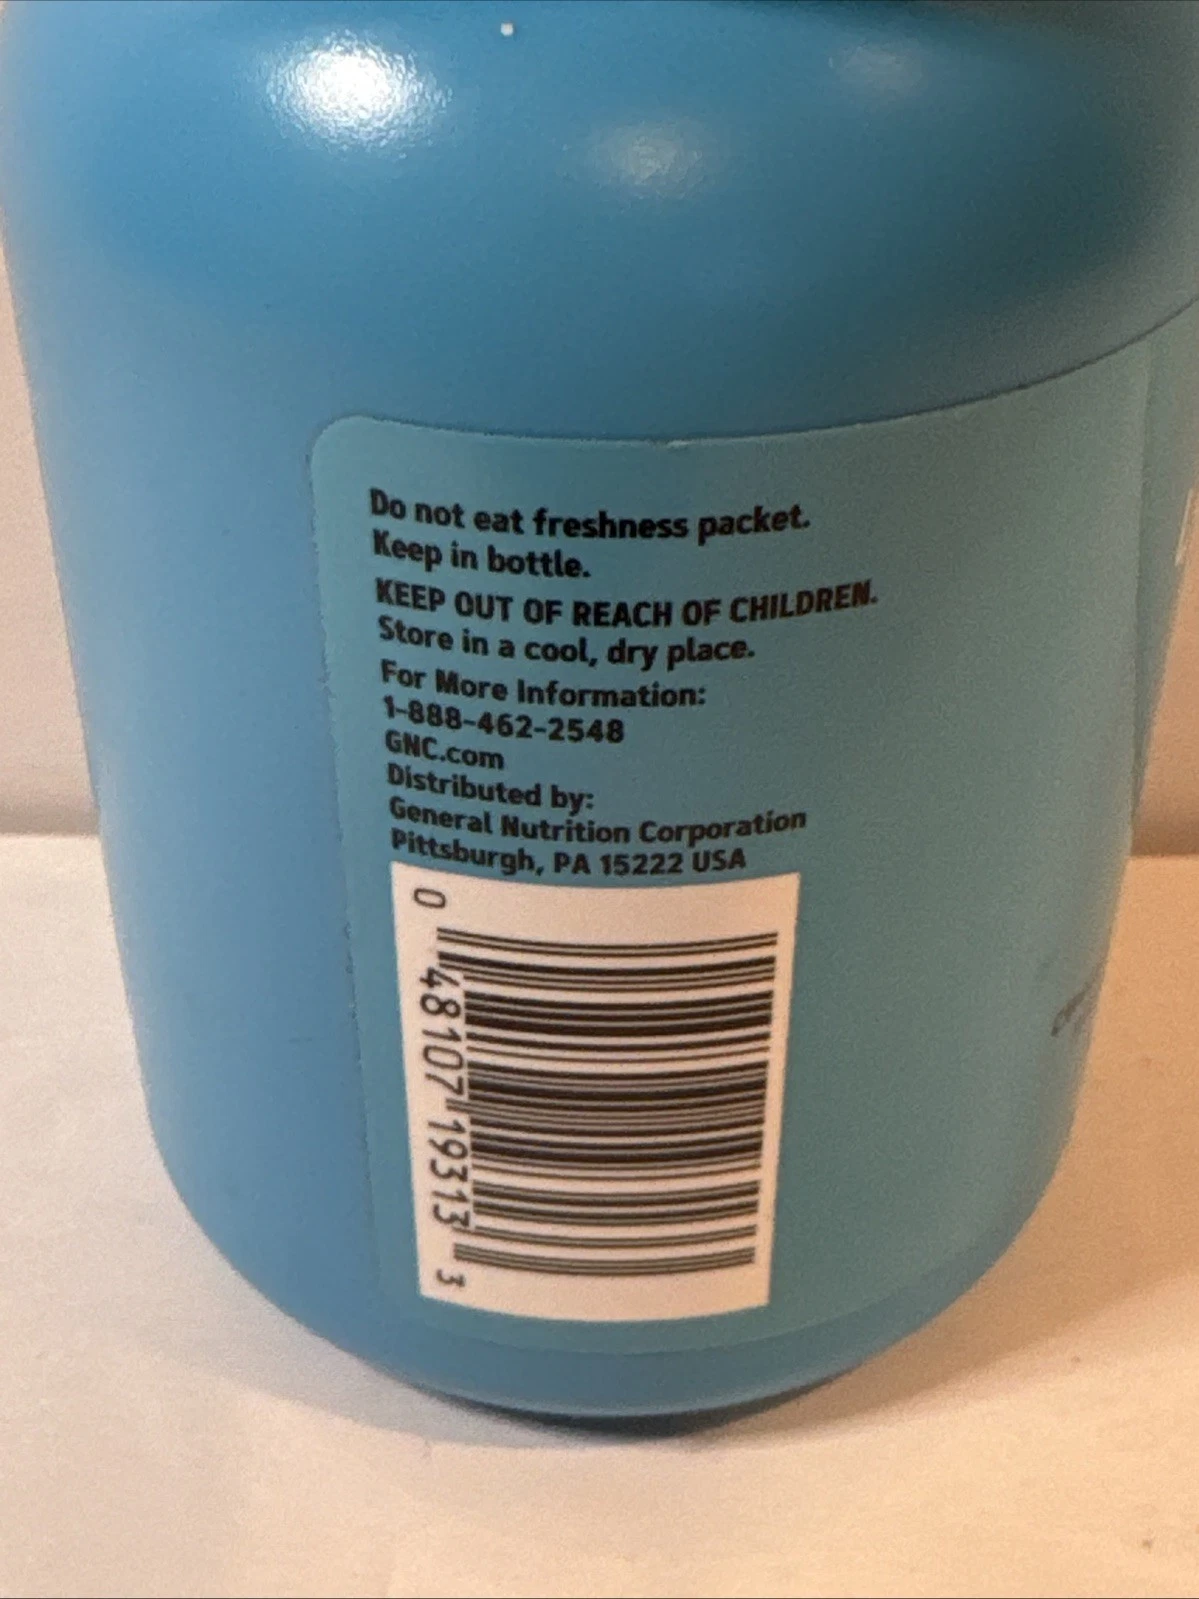 Do not eat freshness packet.
Keep in bottle.
KEEP OUT OF REACH OF CHILDREN.
Store in a cool, dry place.
For More Information:
1-888-462-2548
GNC.com
Distributed by:
General Nutrition Corporation
Pittsburgh, PA 15222 USA
0 48107 19313 3